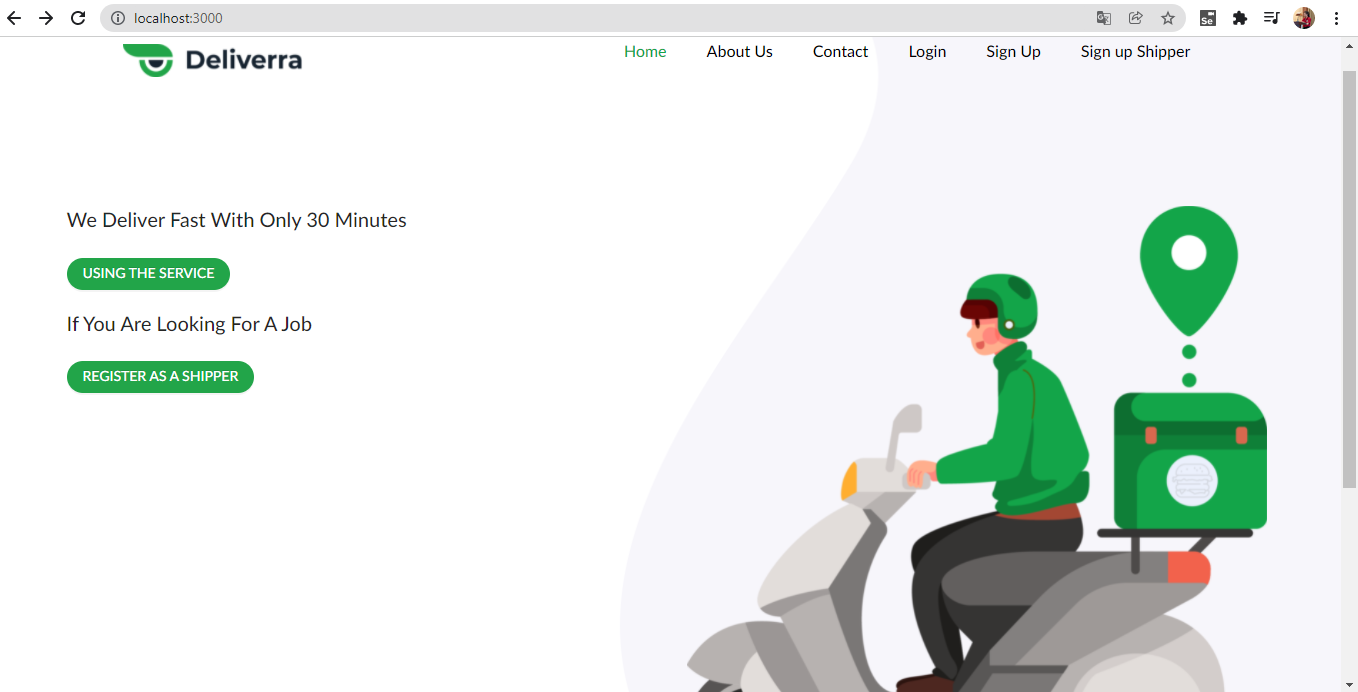 localhost:3000
Se
Deliverra
Home About Us Contact Login Sign Up Sign up Shipper
We Deliver Fast With Only 30 Minutes
USING THE SERVICE
If You Are Looking For A Job
REGISTER AS A SHIPPER